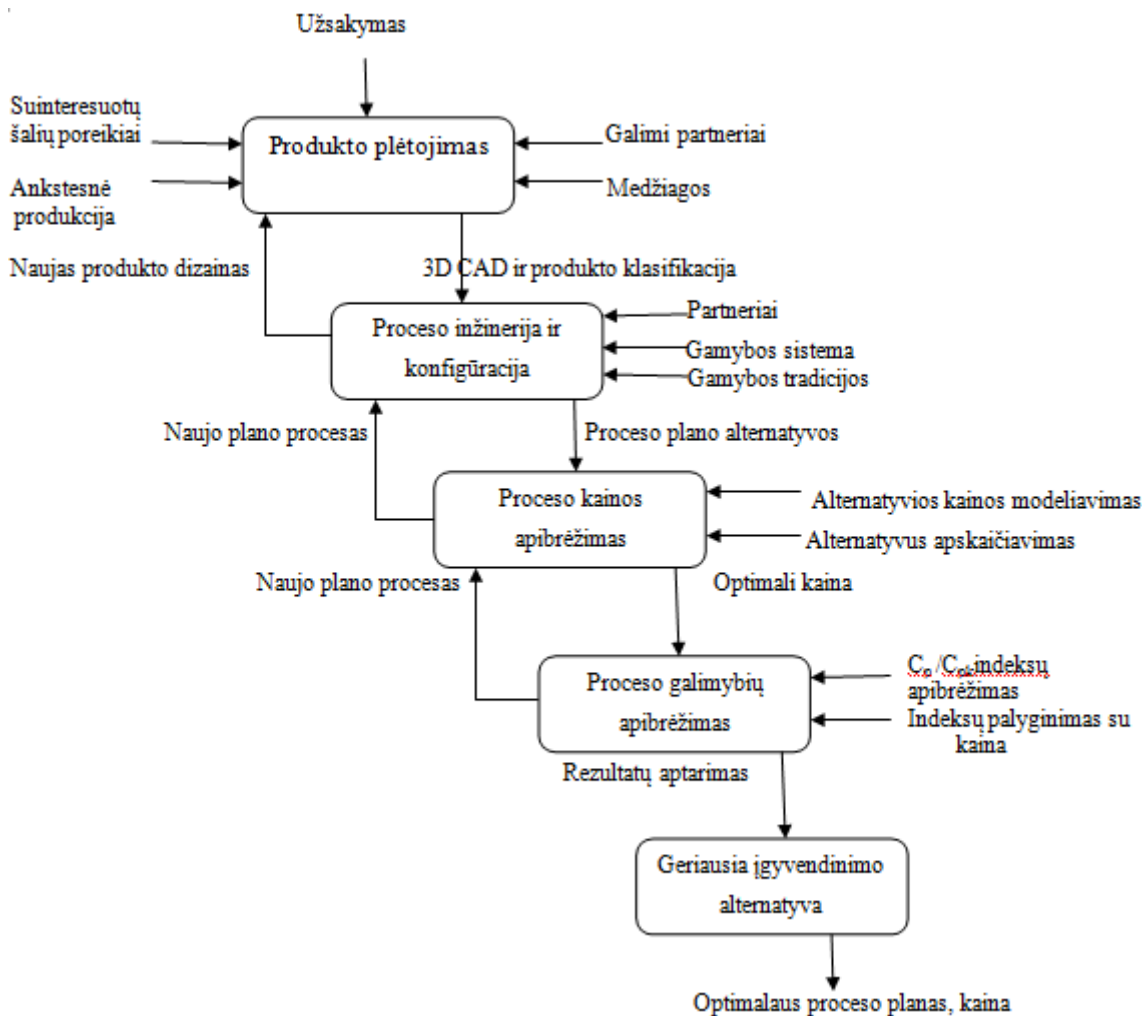 Užsakymas
Suinteresuotų
šalių poreikiai
Produkto plėtojimas
Galimi partneriai
Ankstesnė
produkcija
Medžiagos
Naujas produkto dizainas
3D CAD ir produkto klasifikacija
Proceso inžinerija ir
konfigūracija
Partneriai
Gamybos sistema
Gamybos tradicijos
Naujo plano procesas
Proceso plano alternatyvos
Proceso kainos
apibrėžimas
Alternatyvios kainos modeliavimas
Alternatyvus apskaičiavimas
Naujo plano procesas
Optimali kaina
Proceso galimybių
apibrėžimas
Cp /Cpk indeksų
apibrėžimas
Indeksų palyginimas su
kaina
Rezultatų aptarimas
Geriausia įgyvendinimo
alternatyva
Optimalaus proceso planas, kaina